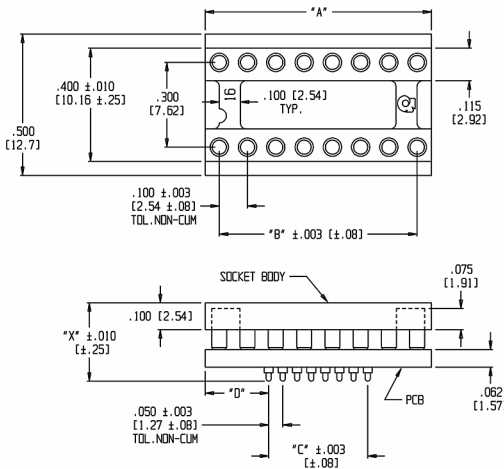 "A"
.400 ±.010
[10.16 ±.25]
.300
[7.62]
16
.100 [2.54]
TYP.
.115
[2.92]
.500
[12.7]
.100 ±.003
[2.54 ±.08]
TOL.NON-CUM
"B" ±.003 [±.08]
SOCKET BODY
.075
[1.91]
.100 [2.54]
"X" ±.010
[±.25]
"D"
PCB
.062
[1.57
.050 ±.003
[1.27 ±.08]
TOL.NON-CUM
"C" ±.003
[±.08]